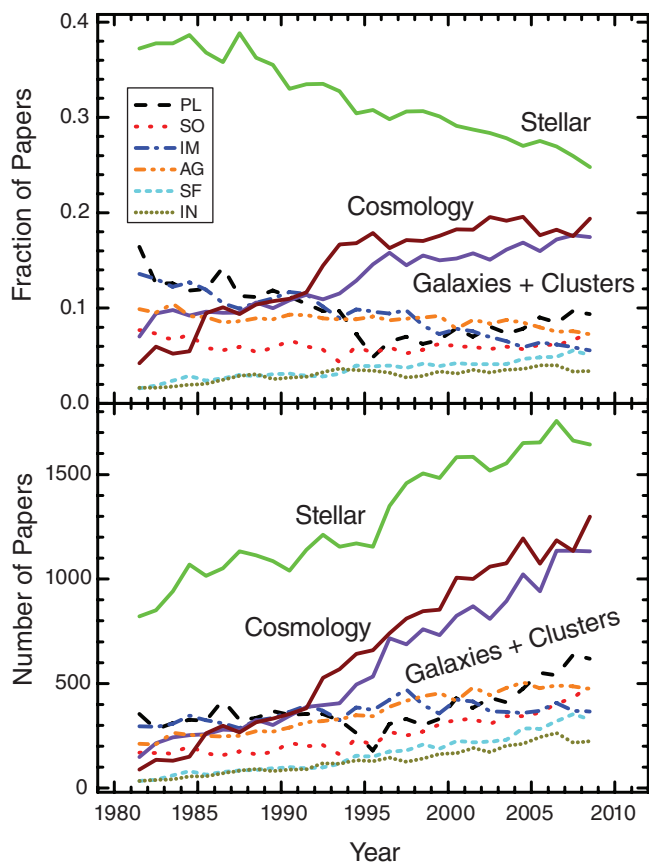 0.4
0.3
0.2
0.1
0.0
Fraction of Papers
PL
SO
IM
AG
SF
IN
Stellar
Cosmology
Galaxies + Clusters
1500
1000
500
0
Number of Papers
Stellar
Cosmology
Galaxies + Clusters
1980 1985 1990 1995 2000 2005 2010
Year